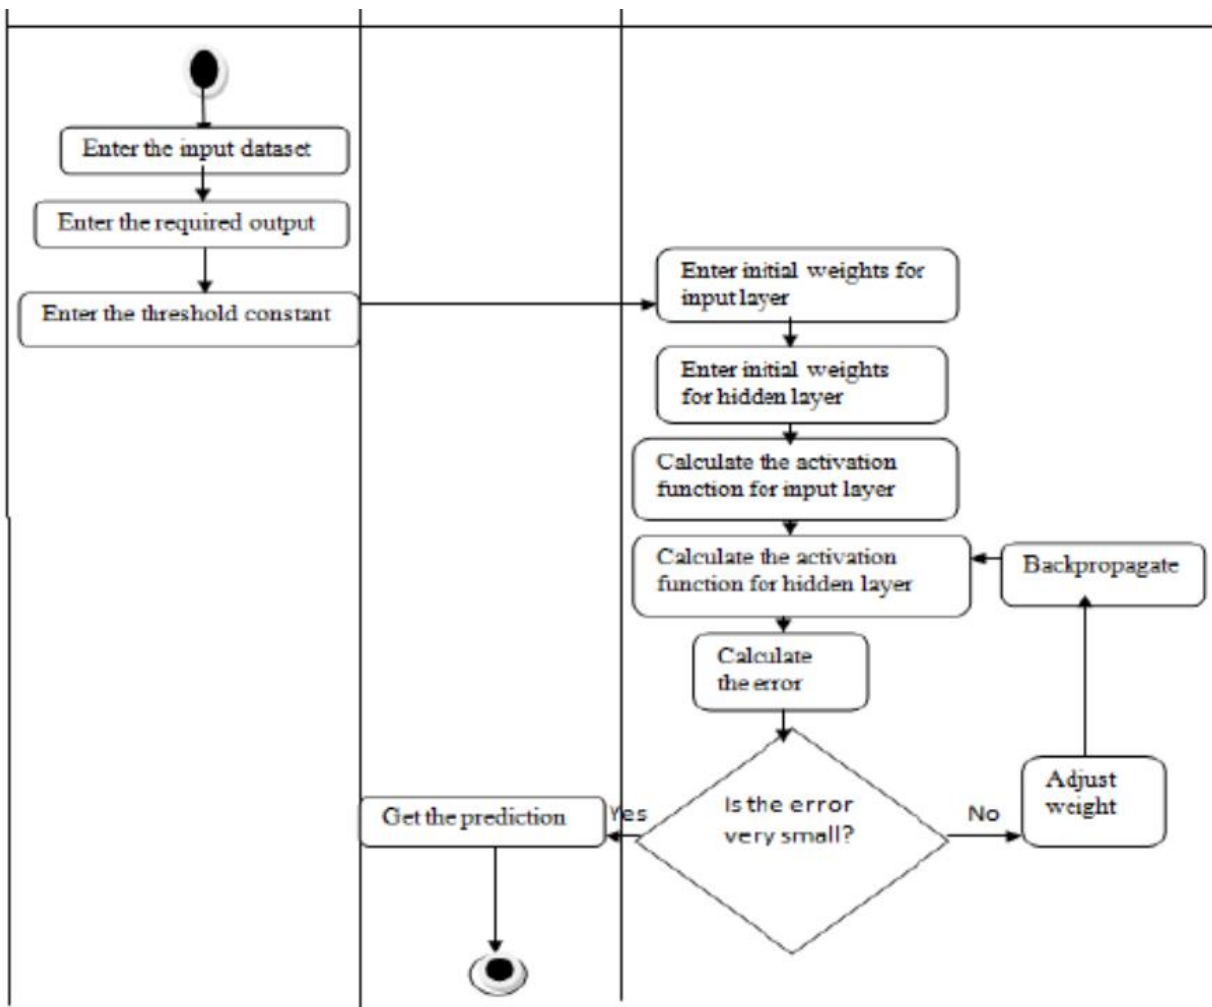 Enter the input dataset
Enter the required output
Enter the threshold constant
Enter initial weights for
input layer
Enter initial weights
for hidden layer
Calculate the activation
function for input layer
Calculate the activation
function for hidden layer
Backpropagate
Calculate
the error
Is the error
very small?
Yes
No
Adjust
weight
Get the prediction